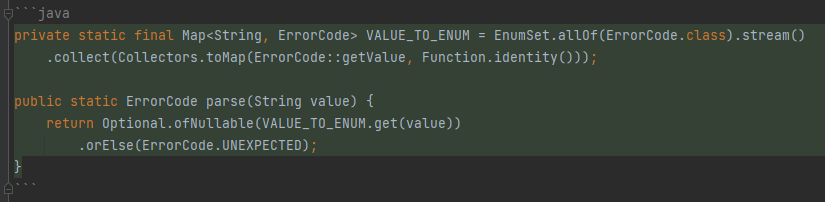 ```java
private static final Map<String, ErrorCode> VALUE_TO_ENUM = EnumSet.allOf(ErrorCode.class).stream()
    .collect(Collectors.toMap(ErrorCode::getValue, Function.identity()));

public static ErrorCode parse(String value) {
    return Optional.ofNullable(VALUE_TO_ENUM.get(value))
        .orElse(ErrorCode.UNEXPECTED);
}
```